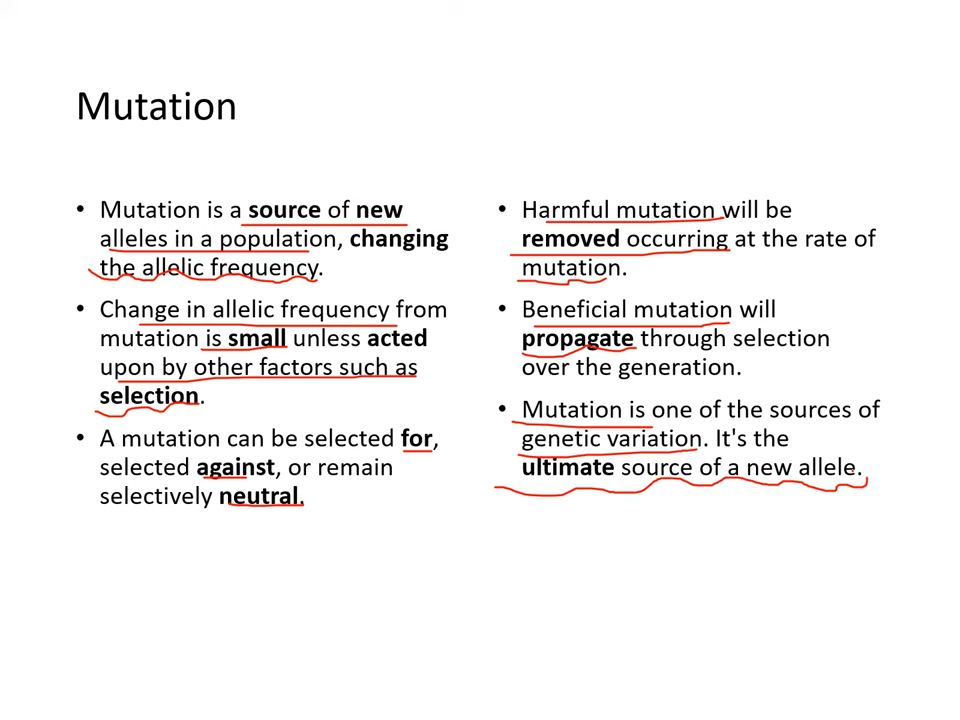 Mutation
• Mutation is a source of new
alleles in a population, changing
the allelic frequency.
• Change in allelic frequency from
mutation is small unless acted
upon by other factors such as
selection.
• A mutation can be selected for,
selected against, or remain
selectively neutral.
• Harmful mutation will be
removed occurring at the rate of
mutation.
• Beneficial mutation will
propagate through selection
over the generation.
• Mutation is one of the sources of
genetic variation. It's the
ultimate source of a new allele.